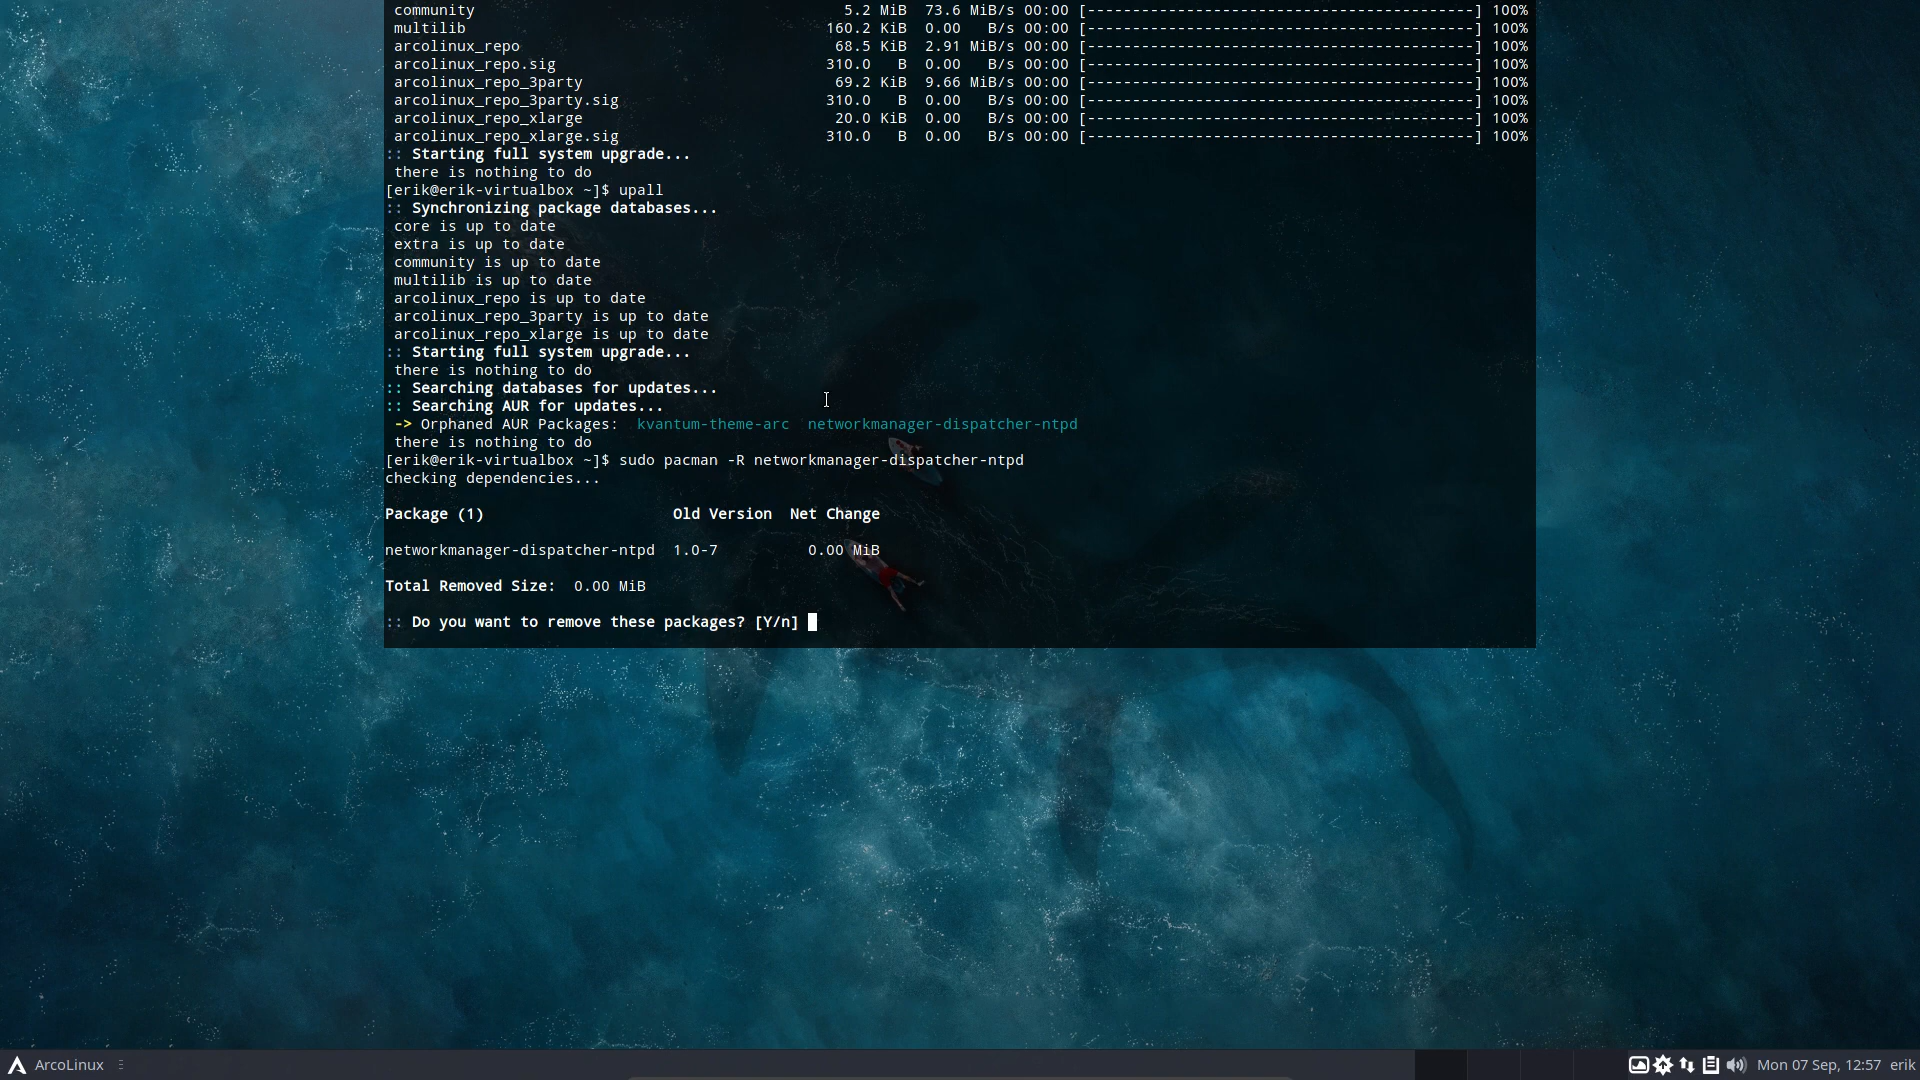 community 5.2 MiB 73.6 MiB/s 00:00 [--------------------------------------------] 100%
multilib 160.2 KiB 0.00 B/s 00:00 [--------------------------------------------] 100%
arcolinux_repo 68.5 KiB 2.91 MiB/s 00:00 [--------------------------------------------] 100%
arcolinux_repo.sig 310.0 B 0.00 B/s 00:00 [--------------------------------------------] 100%
arcolinux_repo_3party 69.2 KiB 9.66 MiB/s 00:00 [--------------------------------------------] 100%
arcolinux_repo_3party.sig 310.0 B 0.00 B/s 00:00 [--------------------------------------------] 100%
arcolinux_repo_xlarge 20.0 KiB 0.00 B/s 00:00 [--------------------------------------------] 100%
arcolinux_repo_xlarge.sig 310.0 B 0.00 B/s 00:00 [--------------------------------------------] 100%
:: Starting full system upgrade...
there is nothing to do
[erik@erik-virtualbox ~]$ upall
:: Synchronizing package databases...
core is up to date
extra is up to date
community is up to date
multilib is up to date
arcolinux_repo is up to date
arcolinux_repo_3party is up to date
arcolinux_repo_xlarge is up to date
:: Starting full system upgrade...
there is nothing to do
:: Searching databases for updates...
:: Searching AUR for updates...
-> Orphaned AUR Packages: kvantum-theme-arc networkmanager-dispatcher-ntpd
there is nothing to do
[erik@erik-virtualbox ~]$ sudo pacman -R networkmanager-dispatcher-ntpd
checking dependencies...
Package (1) Old Version Net Change
networkmanager-dispatcher-ntpd 1.0-7 0.00 MiB
Total Removed Size: 0.00 MiB
:: Do you want to remove these packages? [Y/n]
ArcoLinux Mon 07 Sep, 12:57 erik